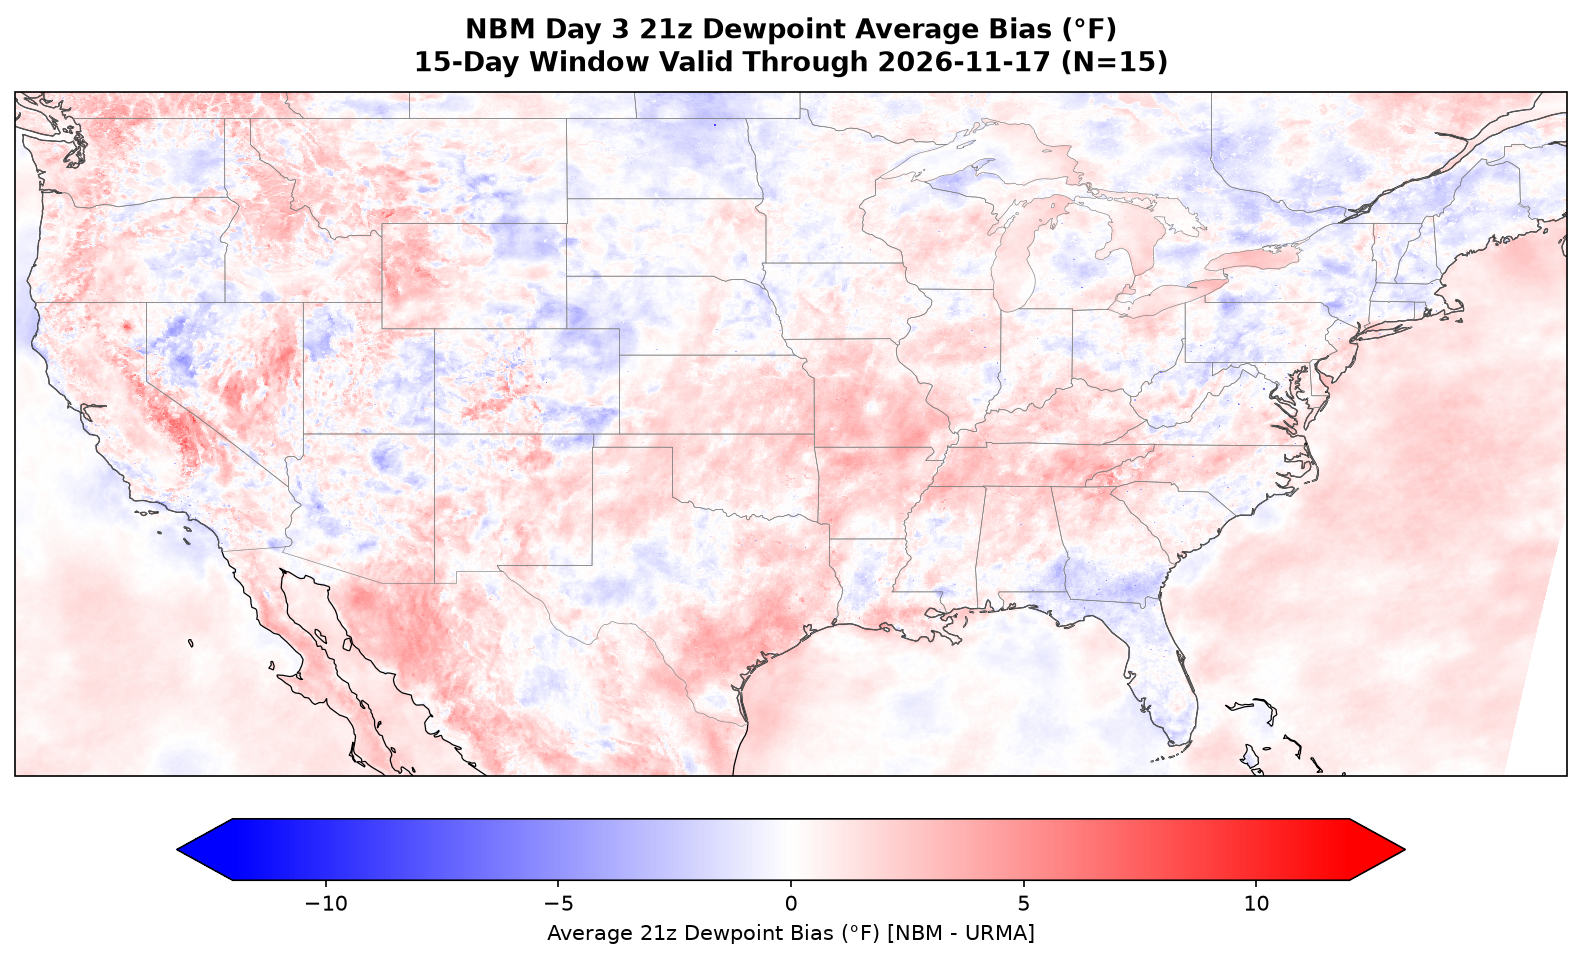 NBM Day 3 21z Dewpoint Average Bias (°F)
15-Day Window Valid Through 2026-11-17 (N=15)
−10 −5 0 5 10
Average 21z Dewpoint Bias (°F) [NBM - URMA]